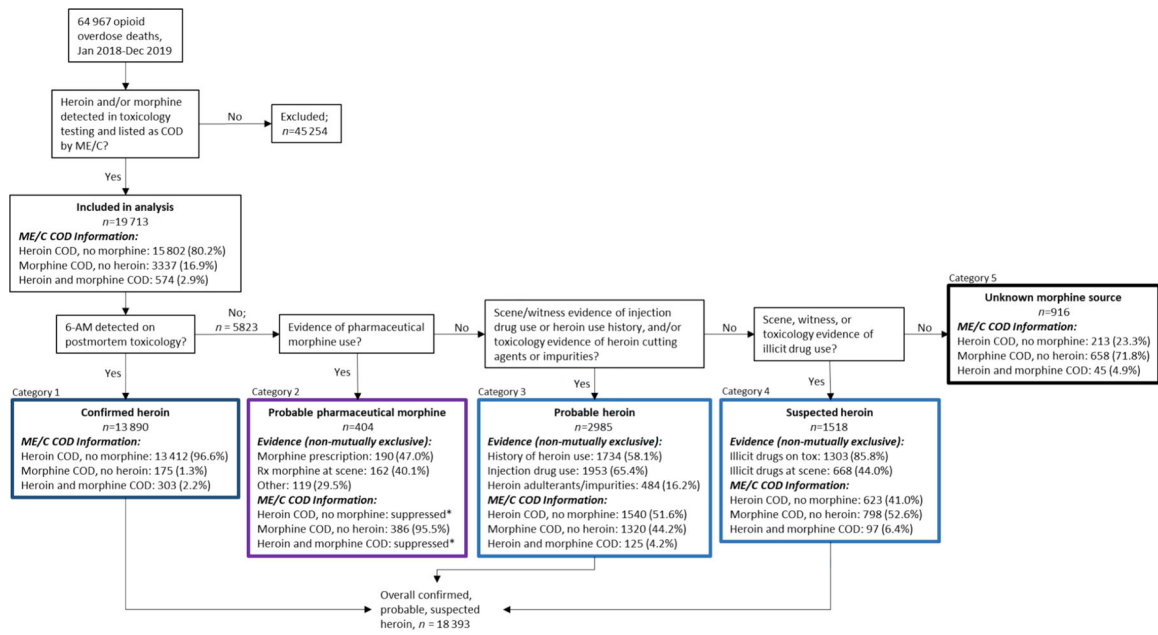 64 967 opioid
overdose deaths,
Jan 2018-Dec 2019
Heroin and/or morphine
detected in toxicology
testing and listed as COD
by ME/C?
No
Excluded;
n=45 254
Yes
Included in analysis
n=19 713
ME/C COD Information:
Heroin COD, no morphine: 15 802 (80.2%)
Morphine COD, no heroin: 3337 (16.9%)
Heroin and morphine COD: 574 (2.9%)
6-AM detected on
postmortem toxicology?
No;
n = 5823
Evidence of pharmaceutical
morphine use?
No
Scene/witness evidence of injection
drug use or heroin use history, and/or
toxicology evidence of heroin cutting
agents or impurities?
No
Scene, witness, or
toxicology evidence of
illicit drug use?
No
Category 5
Unknown morphine source
n=916
ME/C COD Information:
Heroin COD, no morphine: 213 (23.3%)
Morphine COD, no heroin: 658 (71.8%)
Heroin and morphine COD: 45 (4.9%)
Yes
Yes
Yes
Yes
Category 1
Confirmed heroin
n=13 890
ME/C COD Information:
Heroin COD, no morphine: 13 412 (96.6%)
Morphine COD, no heroin: 175 (1.3%)
Heroin and morphine COD: 303 (2.2%)
Category 2
Probable pharmaceutical morphine
n=404
Evidence (non-mutually exclusive):
Morphine prescription: 190 (47.0%)
Rx morphine at scene: 162 (40.1%)
Other: 119 (29.5%)
ME/C COD Information:
Heroin COD, no morphine: suppressed*
Morphine COD, no heroin: 386 (95.5%)
Heroin and morphine COD: suppressed*
Category 3
Probable heroin
n=2985
Evidence (non-mutually exclusive):
History of heroin use: 1734 (58.1%)
Injection drug use: 1953 (65.4%)
Heroin adulterants/impurities: 484 (16.2%)
ME/C COD Information:
Heroin COD, no morphine: 1540 (51.6%)
Morphine COD, no heroin: 1320 (44.2%)
Heroin and morphine COD: 125 (4.2%)
Category 4
Suspected heroin
n=1518
Evidence (non-mutually exclusive):
Illicit drugs on tox: 1303 (85.8%)
Illicit drugs at scene: 668 (44.0%)
ME/C COD Information:
Heroin COD, no morphine: 623 (41.0%)
Morphine COD, no heroin: 798 (52.6%)
Heroin and morphine COD: 97 (6.4%)
Overall confirmed,
probable, suspected
heroin, n = 18 393